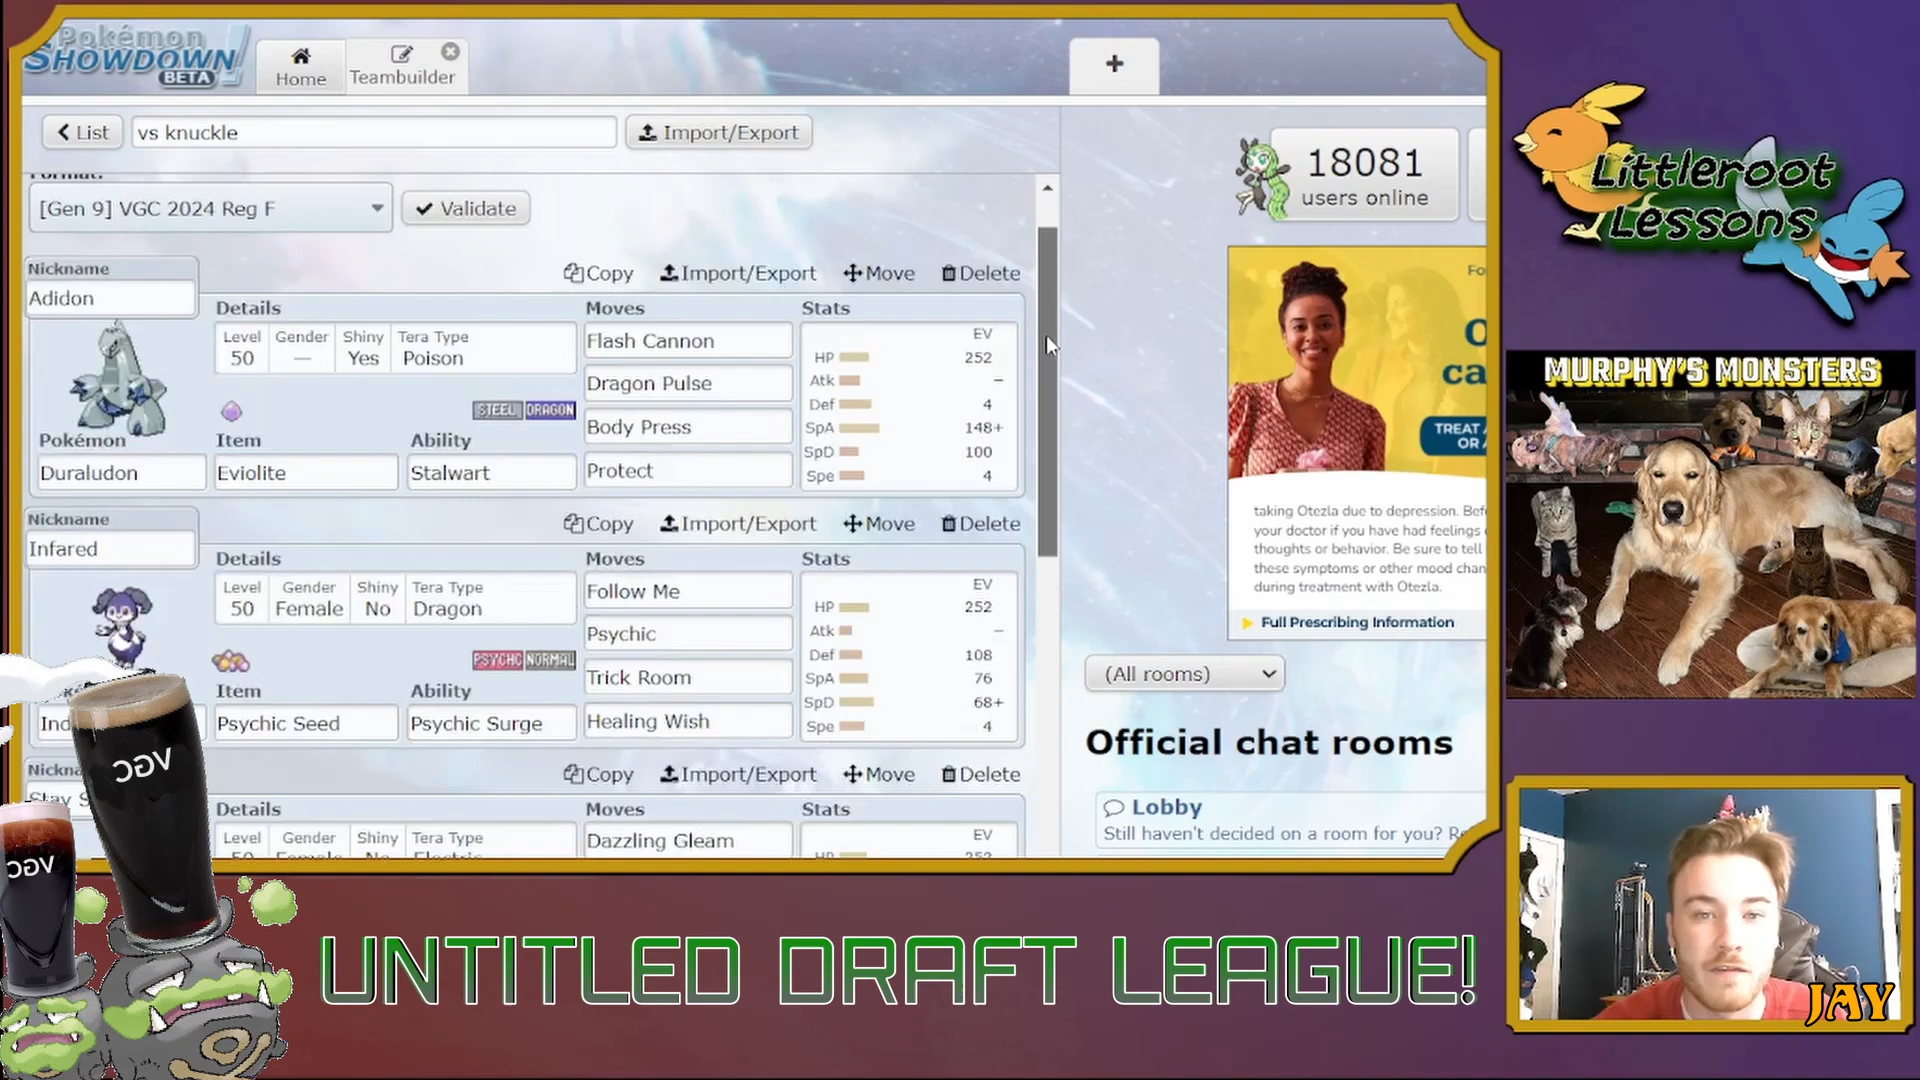 Pokémon
SHOWDOWN!
BETA
Home
Teambuilder
+
List
vs knuckle
Import/Export
Format:
[Gen 9] VGC 2024 Reg F
Validate
18081
users online
Nickname
Adidon
Copy
Import/Export
Move
Delete
Details
Moves
Stats
Level
50
Gender
—
Shiny
Yes
Tera Type
Poison
Flash Cannon
Dragon Pulse
Body Press
Protect
EV
HP 252
Atk –
Def 4
SpA 148+
SpD 100
Spe 4
STEEL DRAGON
Pokémon
Duraludon
Item
Eviolite
Ability
Stalwart
Nickname
Infared
Copy
Import/Export
Move
Delete
Details
Moves
Stats
Level
50
Gender
Female
Shiny
No
Tera Type
Dragon
Follow Me
Psychic
Trick Room
Healing Wish
EV
HP 252
Atk –
Def 108
SpA 76
SpD 68+
Spe 4
PSYCHC NORMAL
Item
Psychic Seed
Ability
Psychic Surge
Copy
Import/Export
Move
Delete
Details
Moves
Stats
Level
Gender
Shiny
Tera Type
Dazzling Gleam
EV
TREAT
taking Otezla due to depression.
your doctor if you have had feelings
thoughts or behavior. Be sure to tell
these symptoms or other mood
during treatment with Otezla.
Full Prescribing Information
(All rooms)
Official chat rooms
Lobby
Still haven't decided on a room for you?
Littleroot
Lessons
MURPHY'S MONSTERS
VGC
VGC
UNTITLED DRAFT LEAGUE!
JAY